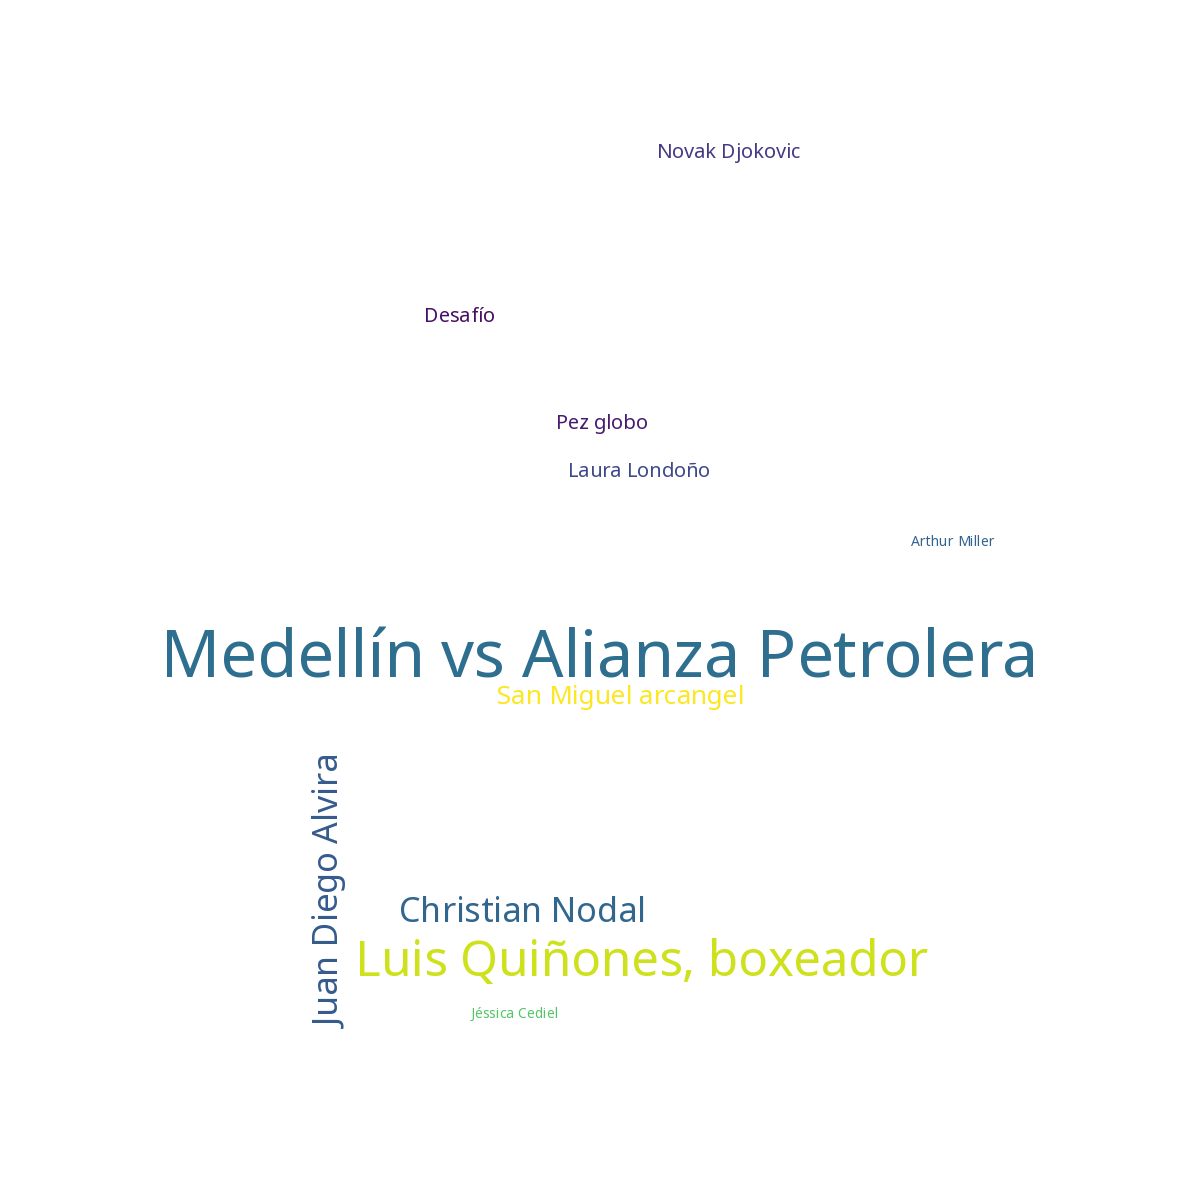 Novak Djokovic
Desafío
Pez globo
Laura Londoño
Arthur Miller
Medellín vs Alianza Petrolera
San Miguel arcangel
Juan Diego Alvira
Christian Nodal
Luis Quiñones, boxeador
Jéssica Cediel